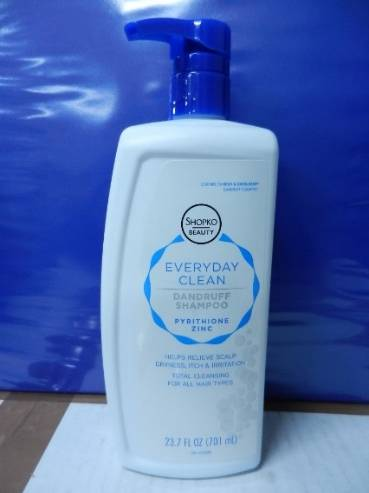 SHOPKO
BEAUTY
EVERYDAY
CLEAN
DANDRUFF
SHAMPOO
PYRITHIONE
ZINC
HELPS RELIEVE SCALP
DRYNESS, ITCH & IRRITATION
TOTAL CLEANSING
FOR ALL HAIR TYPES
23.7 FL OZ (701 mL)